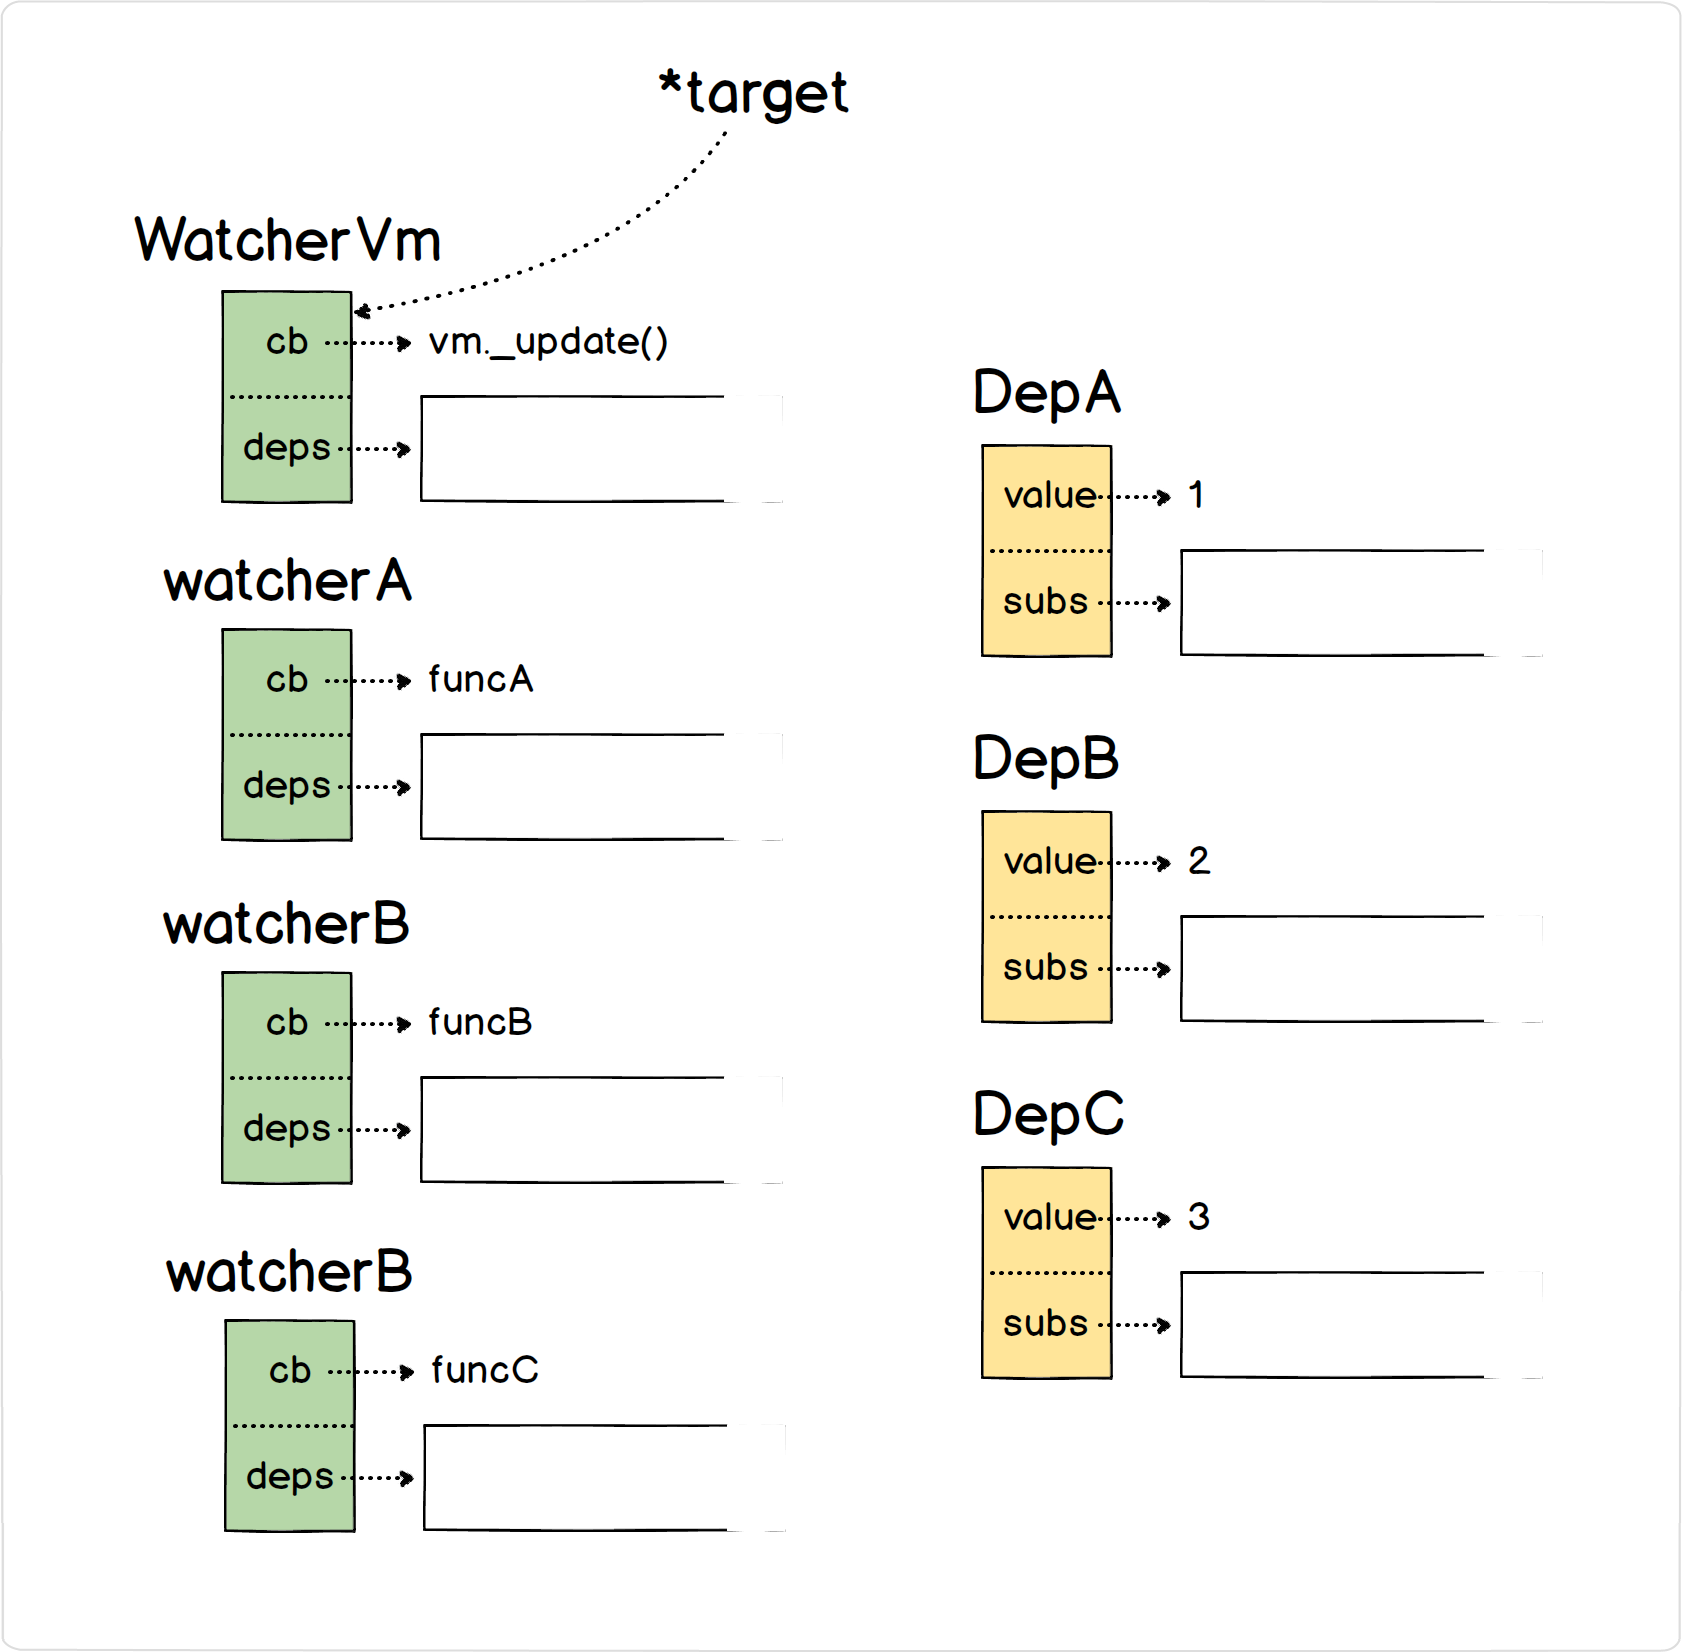 *target
WatcherVm
cb
vm._update()
deps
watcherA
cb
funcA
deps
watcherB
cb
funcB
deps
watcherB
cb
funcC
deps
DepA
value
1
subs
DepB
value
2
subs
DepC
value
3
subs